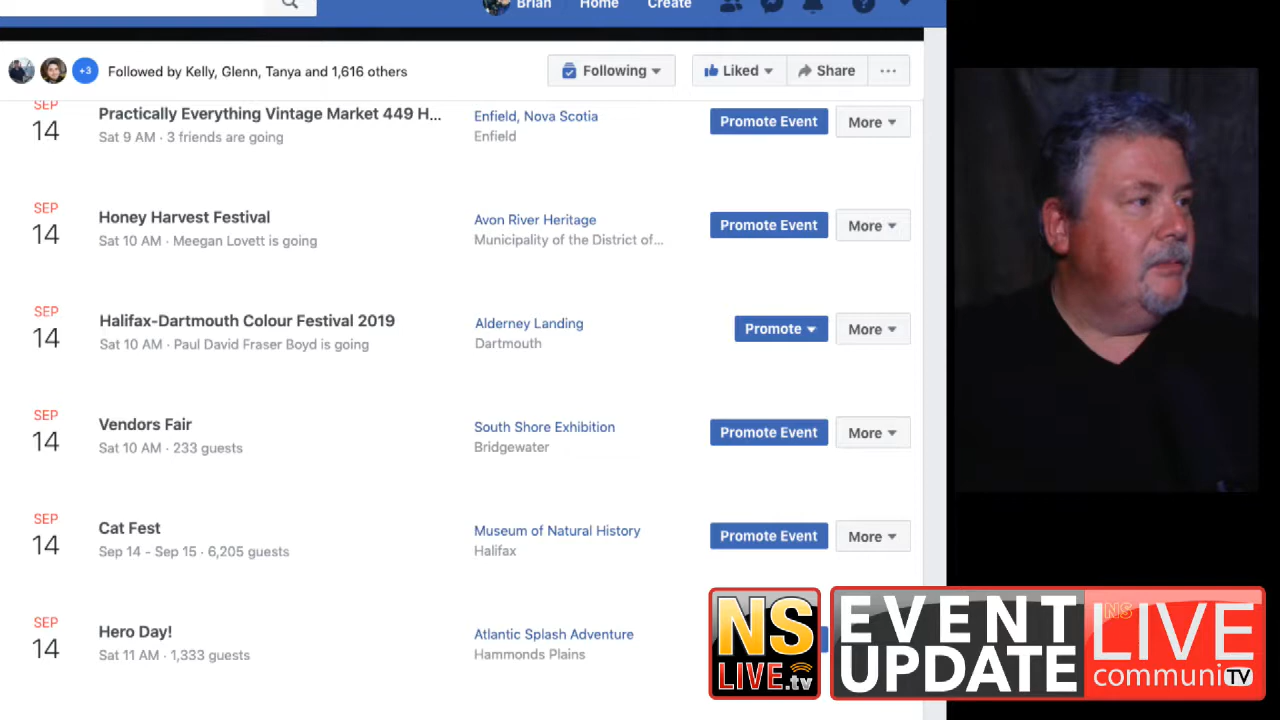 Brian Home Create
+3 Followed by Kelly, Glenn, Tanya and 1,616 others Following Liked Share ...
SEP
14
Practically Everything Vintage Market 449 H...
Sat 9 AM · 3 friends are going
Enfield, Nova Scotia
Enfield
Promote Event More
SEP
14
Honey Harvest Festival
Sat 10 AM · Meegan Lovett is going
Avon River Heritage
Municipality of the District of...
Promote Event More
SEP
14
Halifax-Dartmouth Colour Festival 2019
Sat 10 AM · Paul David Fraser Boyd is going
Alderney Landing
Dartmouth
Promote More
SEP
14
Vendors Fair
Sat 10 AM · 233 guests
South Shore Exhibition
Bridgewater
Promote Event More
SEP
14
Cat Fest
Sep 14 - Sep 15 · 6,205 guests
Museum of Natural History
Halifax
Promote Event More
SEP
14
Hero Day!
Sat 11 AM · 1,333 guests
Atlantic Splash Adventure
Hammonds Plains
NS
LIVE.tv
EVENT
UPDATE
NS
LIVE
communiTV